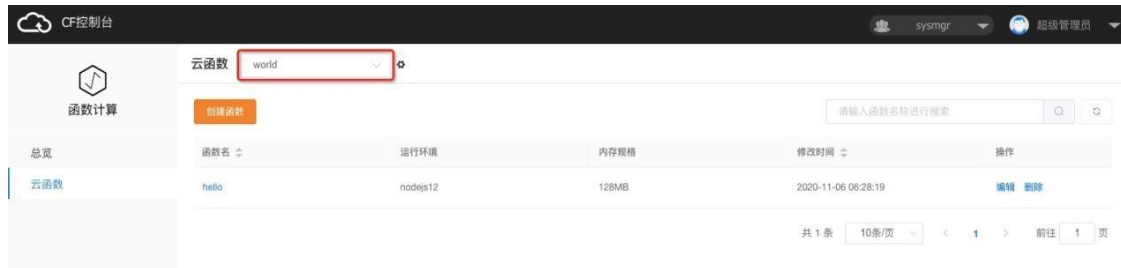 CF控制台 sysmgr 超级管理员
云函数 world
函数计算
创建函数 请输入函数名称进行搜索
总览
云函数
函数名 运行环境 内存规格 修改时间 操作
hello nodejs12 128MB 2020-11-06 06:28:19 编辑 删除
共 1 条 10条/页 < 1 > 前往 1 页